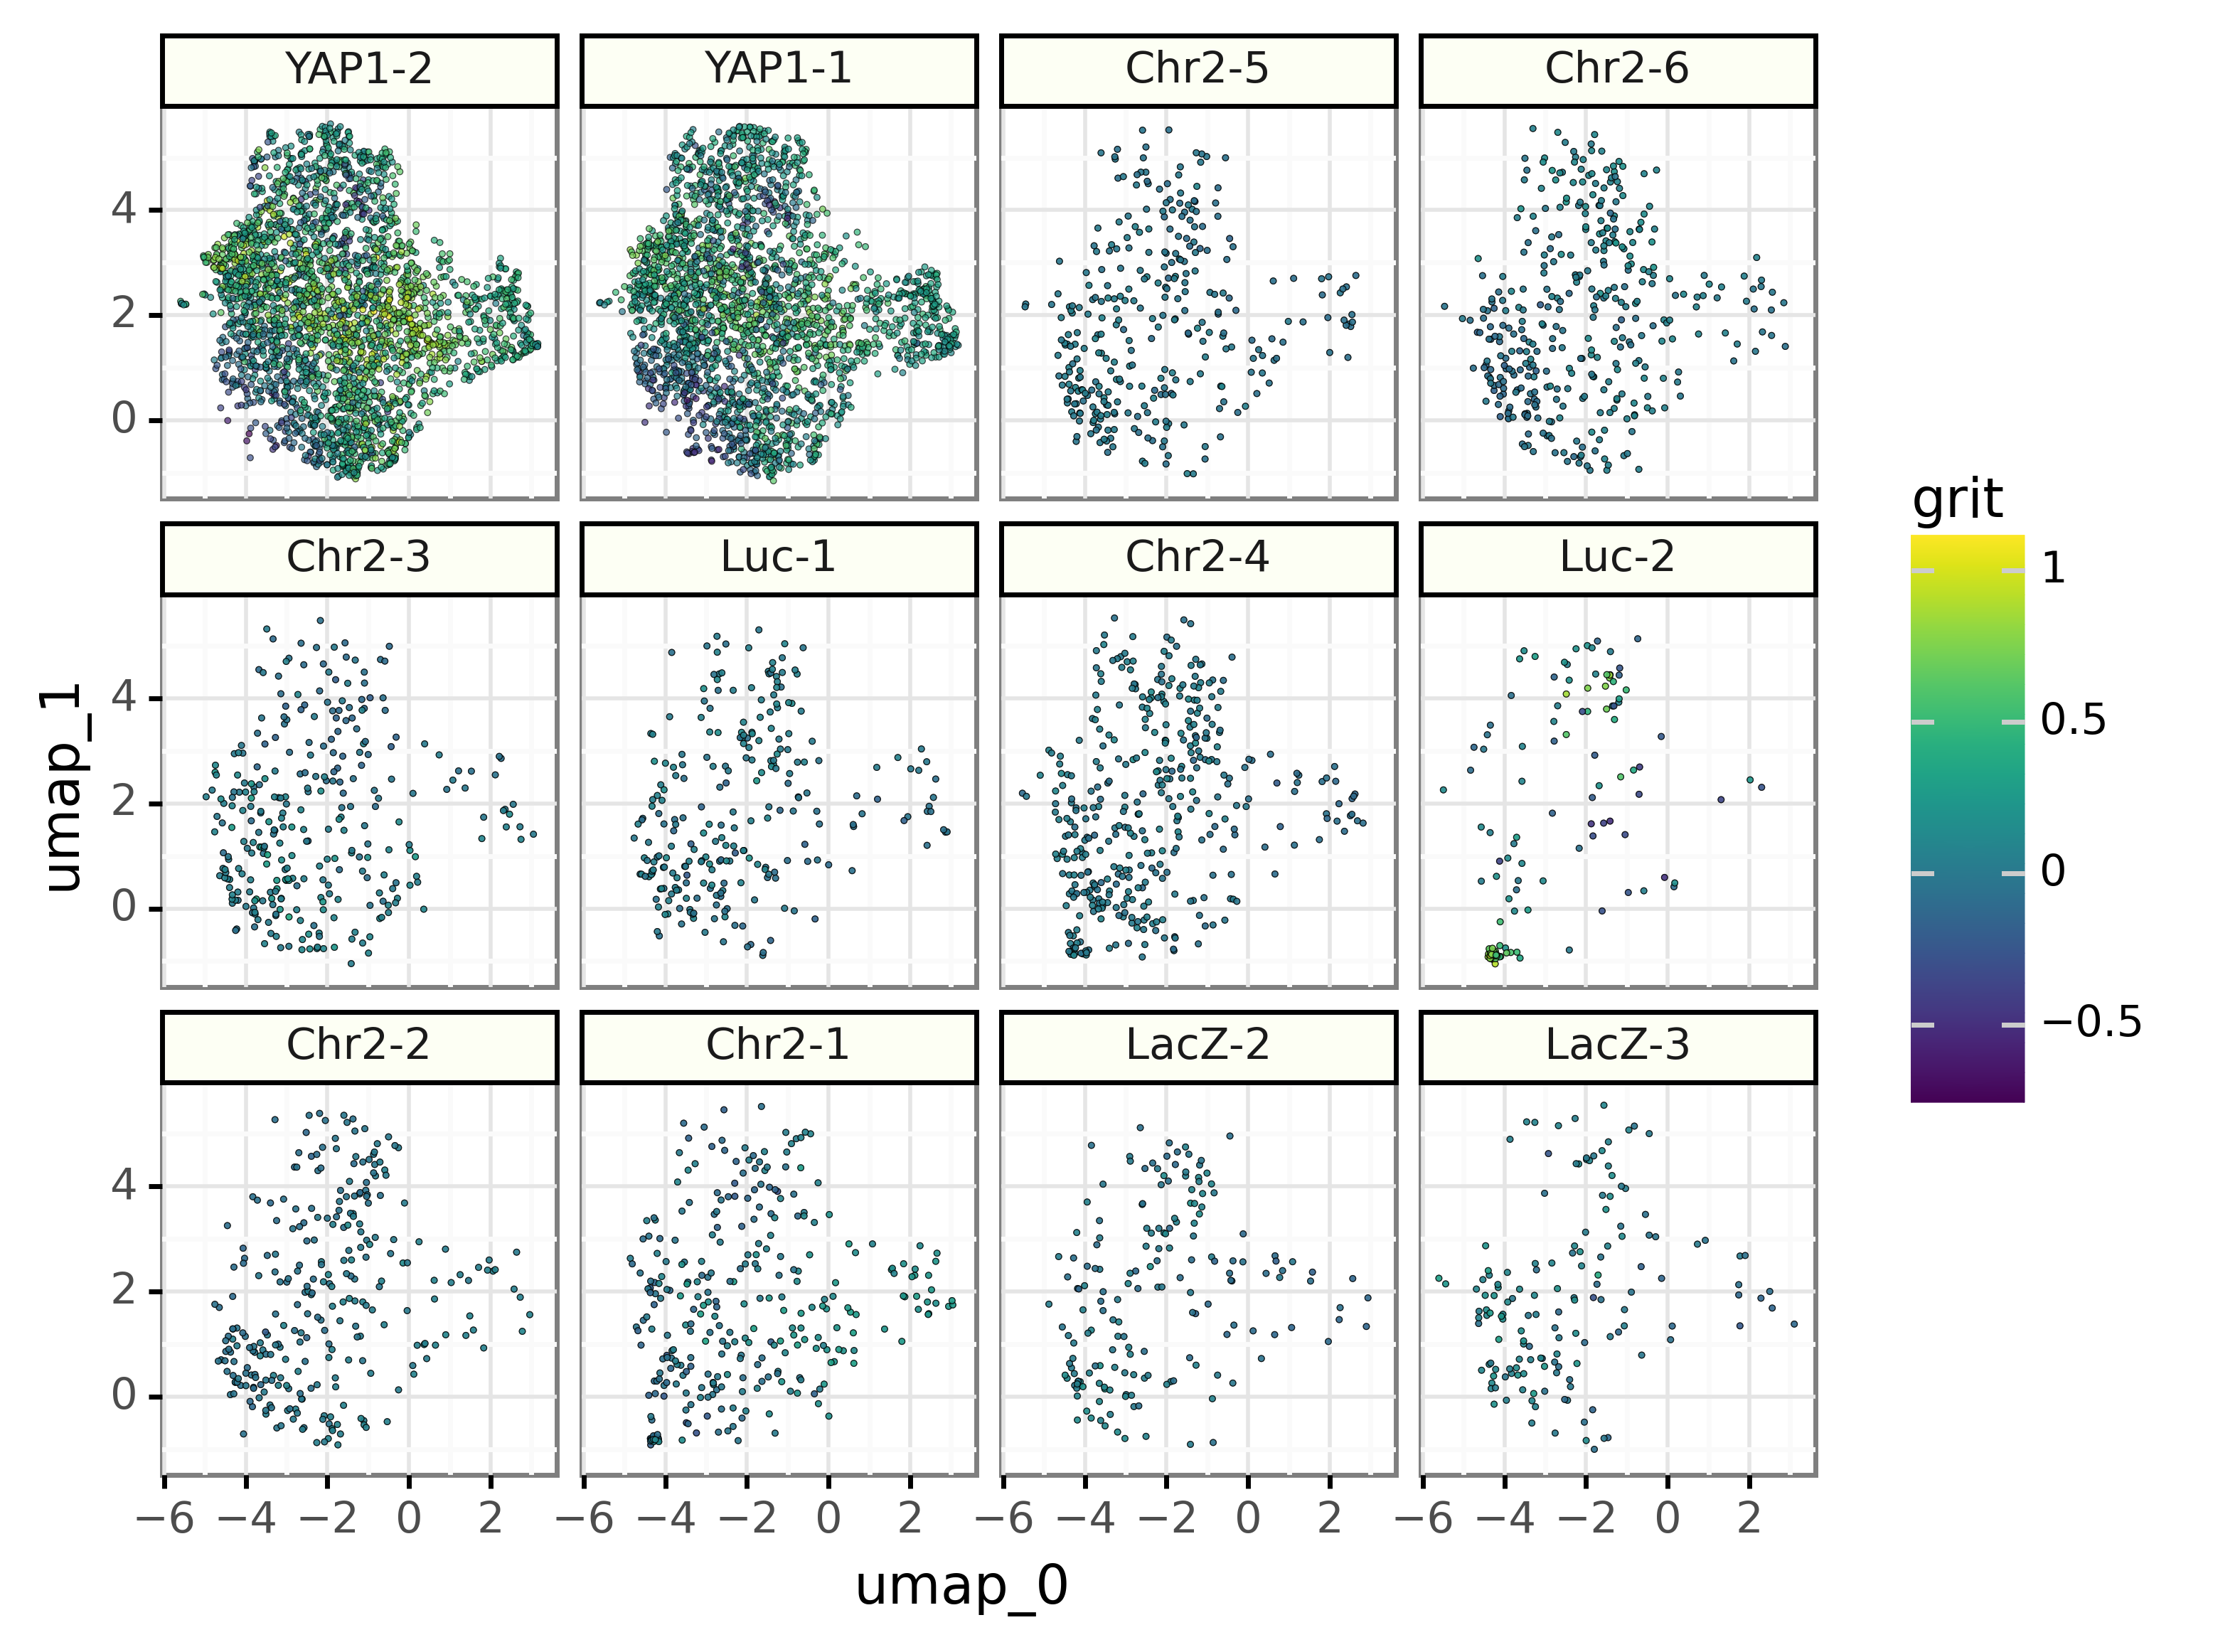 YAP1-2 YAP1-1 Chr2-5 Chr2-6
4
2
0
Chr2-3 Luc-1 Chr2-4 Luc-2
4
2
0
Chr2-2 Chr2-1 LacZ-2 LacZ-3
4
2
0
−6 −4 −2 0 2 −6 −4 −2 0 2 −6 −4 −2 0 2 −6 −4 −2 0 2
umap_0
umap_1
grit
1
0.5
0
−0.5